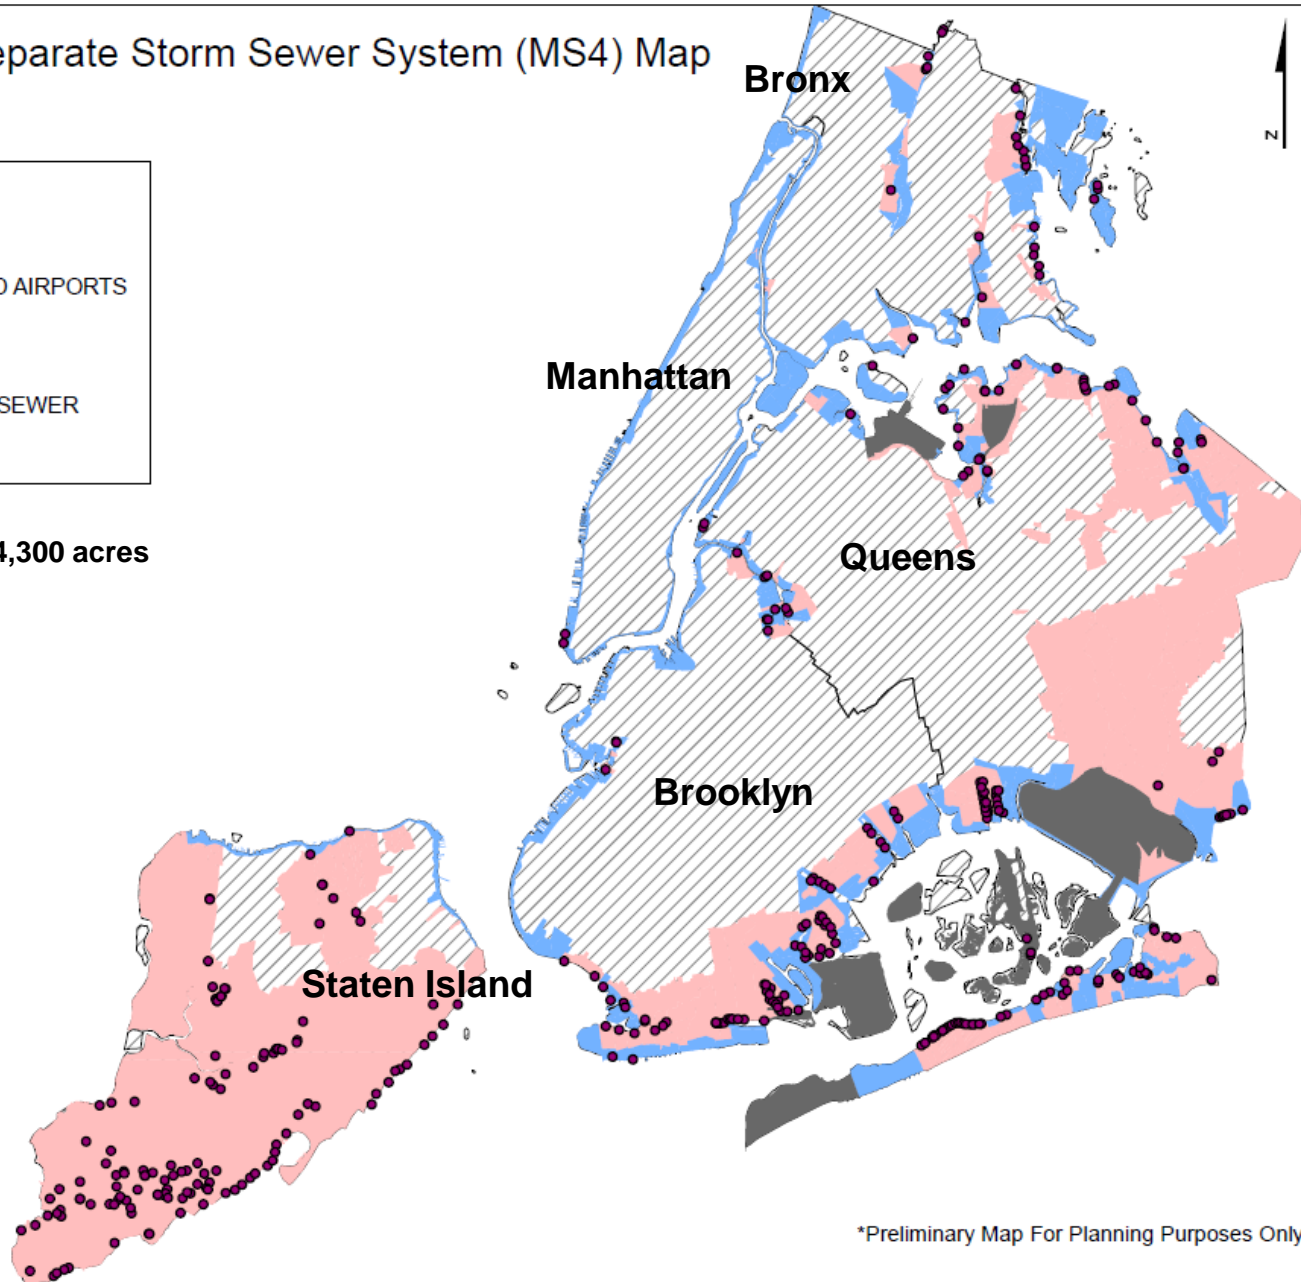 eparate Storm Sewer System (MS4) Map
Bronx
N
AIRPORTS
Manhattan
SEWER
4,300 acres
Queens
Brooklyn
Staten Island
*Preliminary Map For Planning Purposes Only